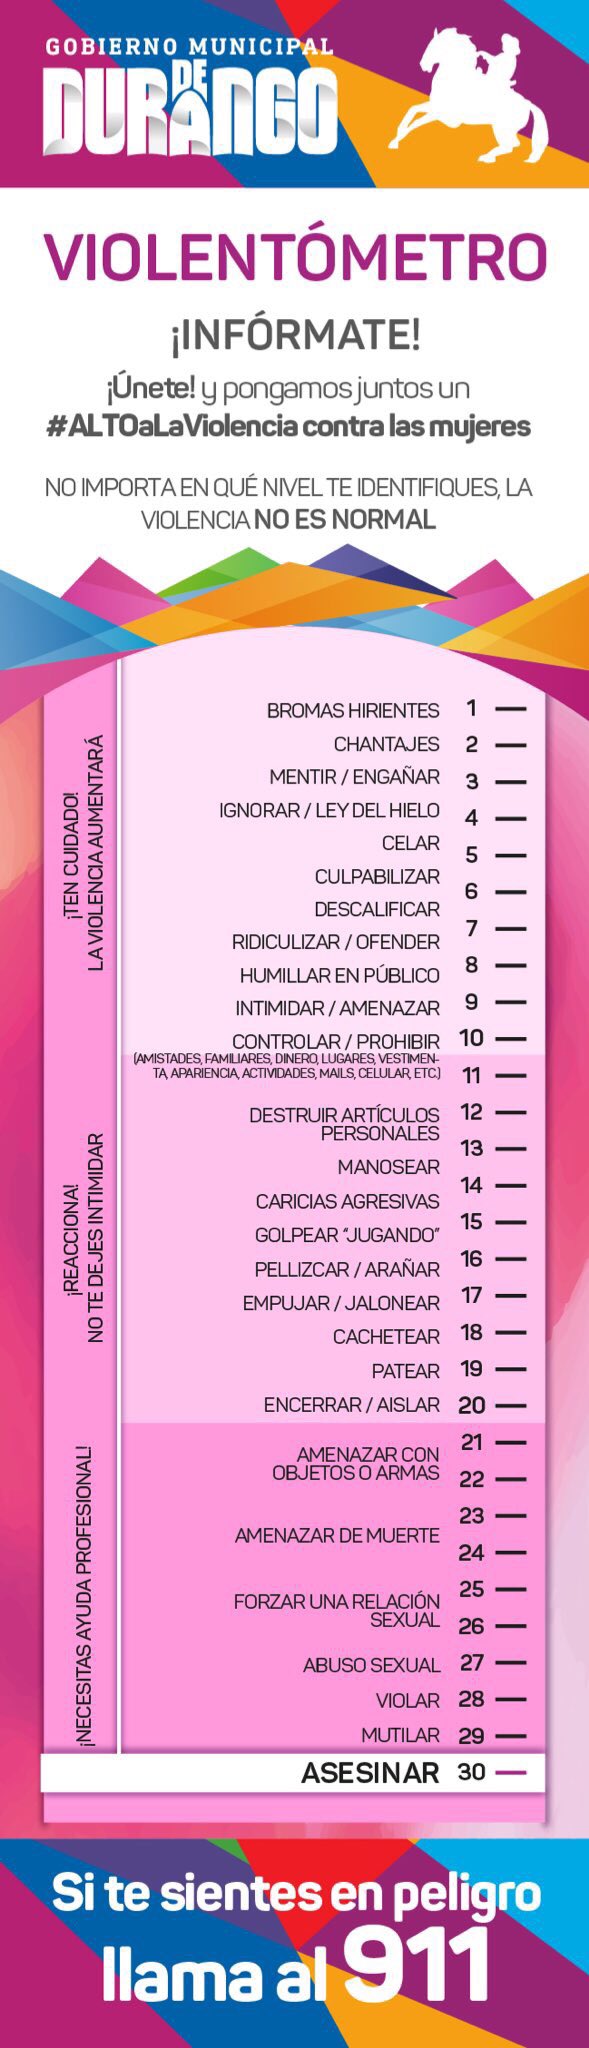 GOBIERNO MUNICIPAL
DE
DURANGO
VIOLENTÓMETRO
¡INFÓRMATE!
¡Únete! y pongamos juntos un
#ALTOaLaViolencia contra las mujeres
NO IMPORTA EN QUÉ NIVEL TE IDENTIFIQUES, LA
VIOLENCIA NO ES NORMAL
¡TEN CUIDADO!
LA VIOLENCIA AUMENTARÁ
BROMAS HIRIENTES 1
CHANTAJES 2
MENTIR / ENGAÑAR 3
IGNORAR / LEY DEL HIELO 4
CELAR 5
CULPABILIZAR 6
DESCALIFICAR 7
RIDICULIZAR / OFENDER 8
HUMILLAR EN PÚBLICO 9
INTIMIDAR / AMENAZAR
CONTROLAR / PROHIBIR 10
(AMISTADES, FAMILIARES, DINERO, LUGARES, VESTIMEN-
TA, APARIENCIA, ACTIVIDADES, MAILS, CELULAR, ETC.) 11
¡REACCIONA!
NO TE DEJES INTIMIDAR
DESTRUIR ARTÍCULOS 12
PERSONALES 13
MANOSEAR 14
CARICIAS AGRESIVAS 15
GOLPEAR “JUGANDO” 16
PELLIZCAR / ARAÑAR
EMPUJAR / JALONEAR 17
CACHETEAR 18
PATEAR 19
ENCERRAR / AISLAR 20
¡NECESITAS AYUDA PROFESIONAL!
21
AMENAZAR CON
OBJETOS O ARMAS 22
23
AMENAZAR DE MUERTE 24
25
FORZAR UNA RELACIÓN
SEXUAL 26
ABUSO SEXUAL 27
VIOLAR 28
MUTILAR 29
ASESINAR 30
Si te sientes en peligro
llama al 911